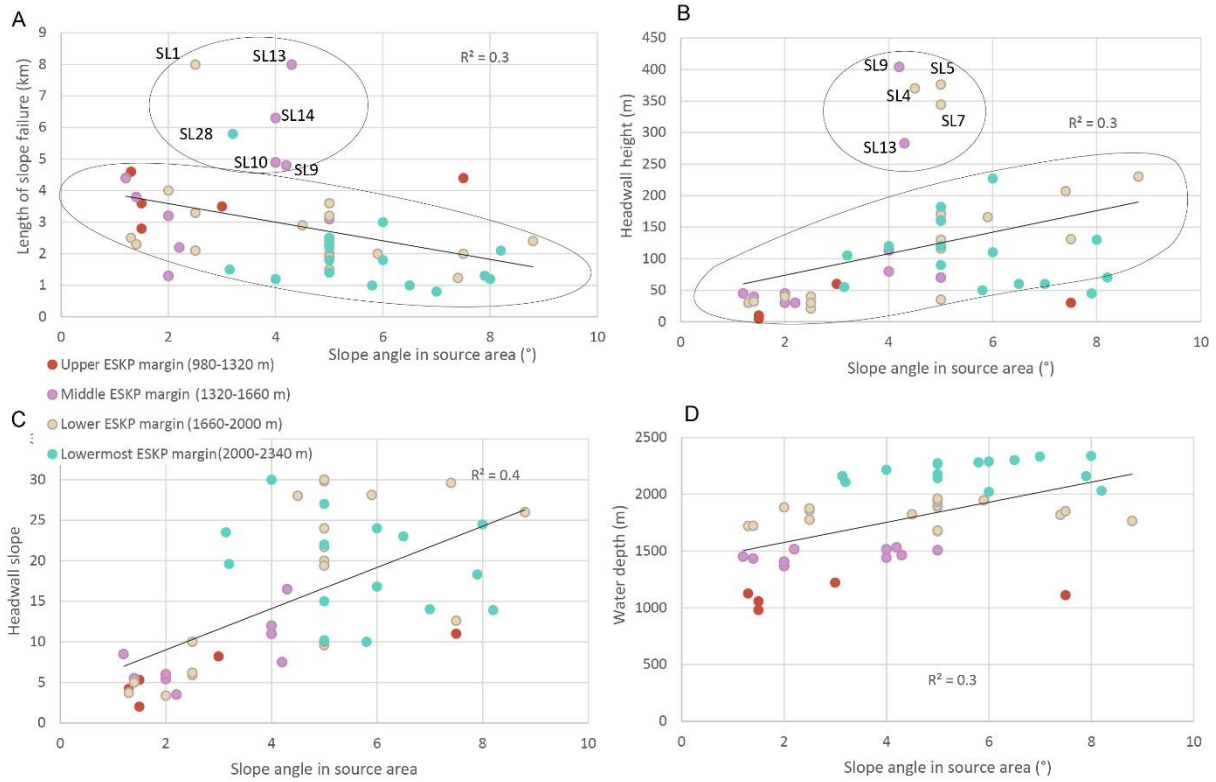 A
Length of slope failure (km)
9
8
7
6
5
4
3
2
1
0
SL1
SL13
R² = 0.3
SL14
SL28
SL10
SL9
0 2 4 6 8 10
Slope angle in source area (°)
B
Headwall height (m)
450
400
350
300
250
200
150
100
50
0
SL9
SL5
SL4
SL7
SL13
R² = 0.3
0 2 4 6 8 10
Slope angle in source area (°)
Upper ESKP margin (980-1320 m)
Middle ESKP margin (1320-1660 m)
Lower ESKP margin (1660-2000 m)
Lowermost ESKP margin(2000-2340 m)
C
Headwall slope
30
25
20
15
10
5
0
R² = 0.4
0 2 4 6 8 10
Slope angle in source area
D
Water depth (m)
2500
2000
1500
1000
500
0
R² = 0.3
0 2 4 6 8 10
Slope angle in source area (°)